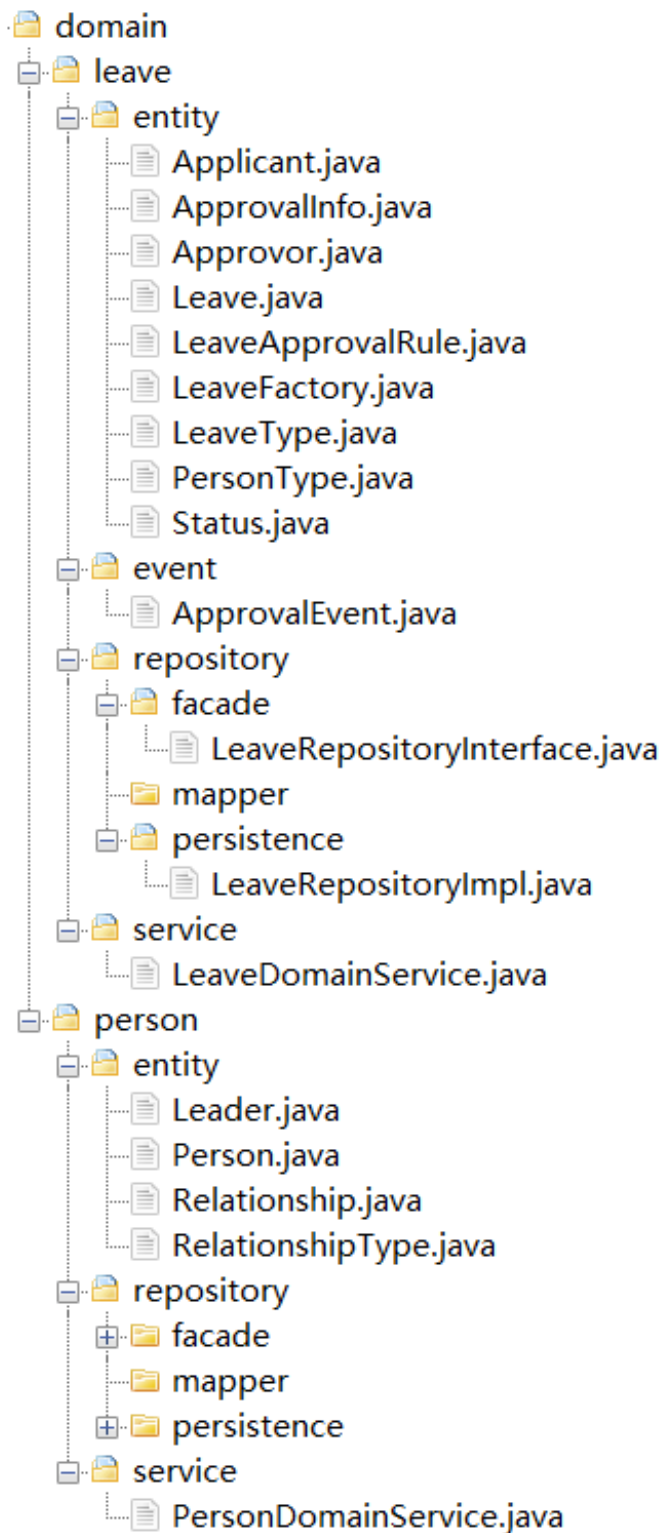 domain
leave
entity
Applicant.java
ApprovalInfo.java
Approvor.java
Leave.java
LeaveApprovalRule.java
LeaveFactory.java
LeaveType.java
PersonType.java
Status.java
event
ApprovalEvent.java
repository
facade
LeaveRepositoryInterface.java
mapper
persistence
LeaveRepositoryImpl.java
service
LeaveDomainService.java
person
entity
Leader.java
Person.java
Relationship.java
RelationshipType.java
repository
facade
mapper
persistence
service
PersonDomainService.java